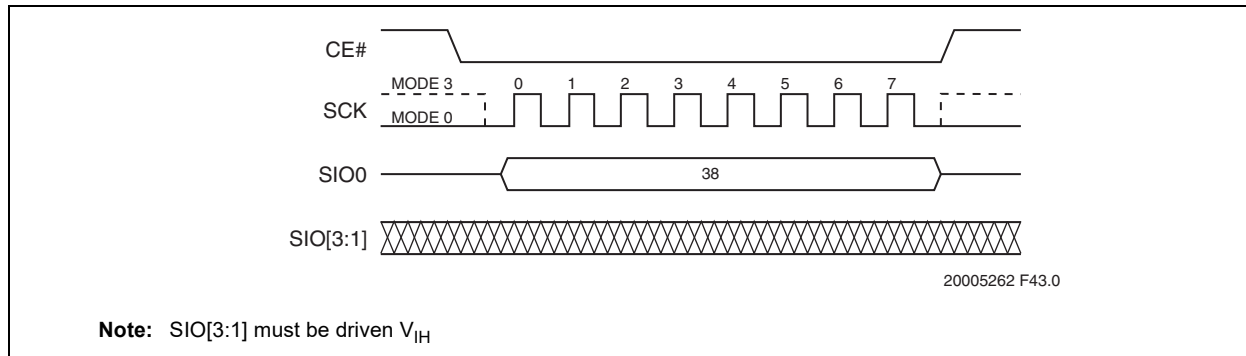 CE#
MODE 3 0 1 2 3 4 5 6 7
SCK
MODE 0
SIO0 38
SIO[3:1]
20005262 F43.0
Note: SIO[3:1] must be driven VIH